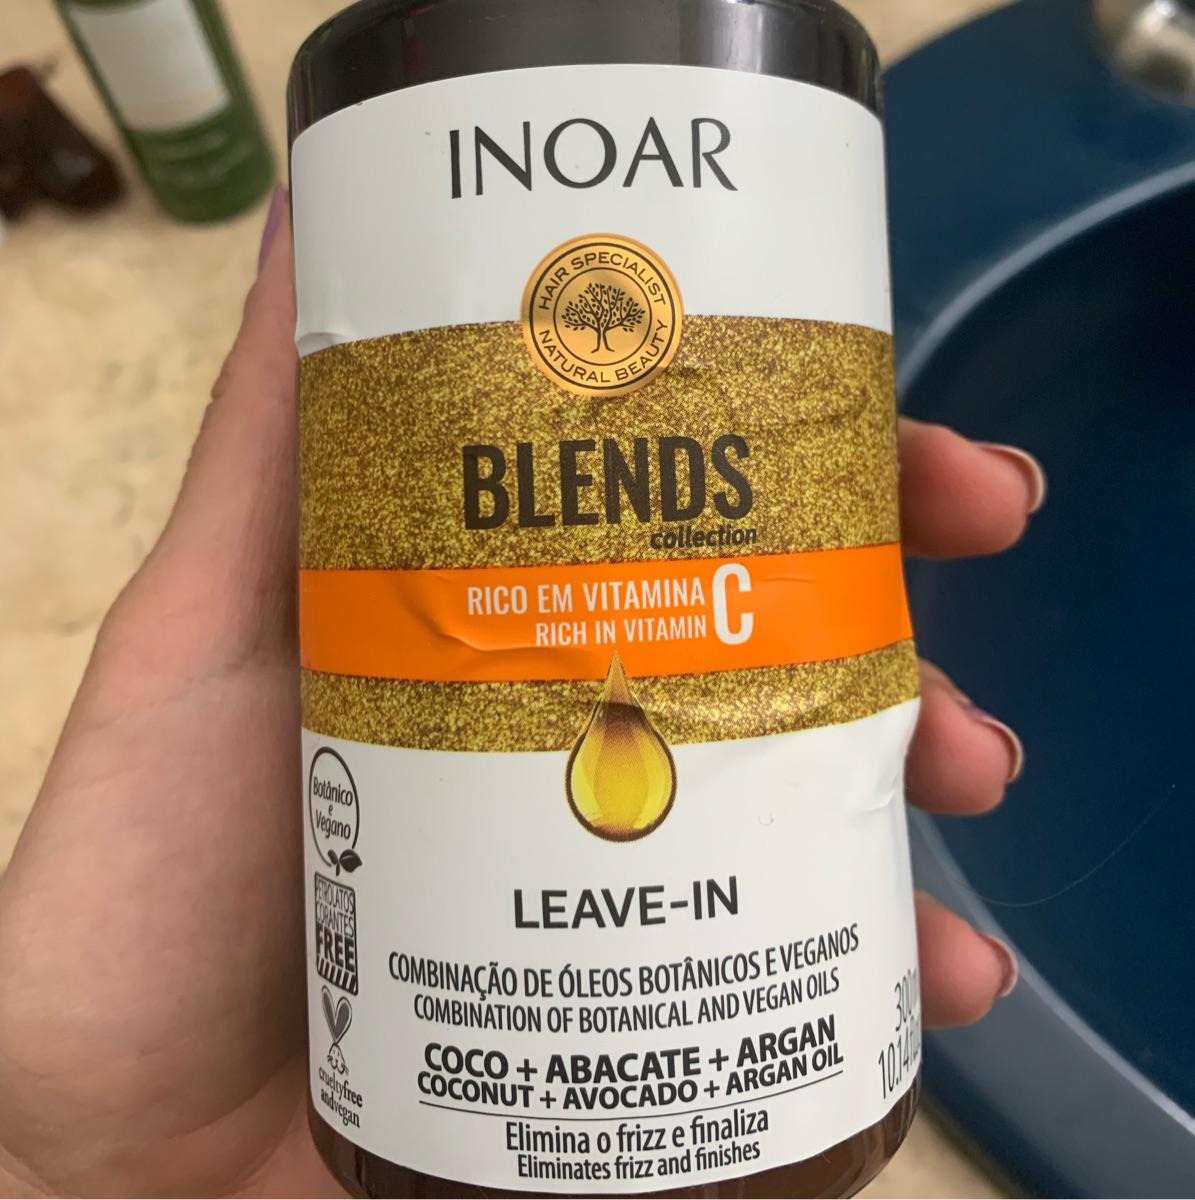 INOAR
HAIR SPECIALIST
NATURAL BEAUTY
BLENDS
collection
RICO EM VITAMINA C
RICH IN VITAMIN
LEAVE-IN
COMBINAÇÃO DE ÓLEOS BOTÂNICOS E VEGANOS
COMBINATION OF BOTANICAL AND VEGAN OILS
COCO + ABACATE + ARGAN
COCONUT + AVOCADO + ARGAN OIL
Elimina o frizz e finaliza
Eliminates frizz and finishes
Botânico
e
Vegano
PETROLATOS
CORANTES
FREE
crueltyfree
andvegan